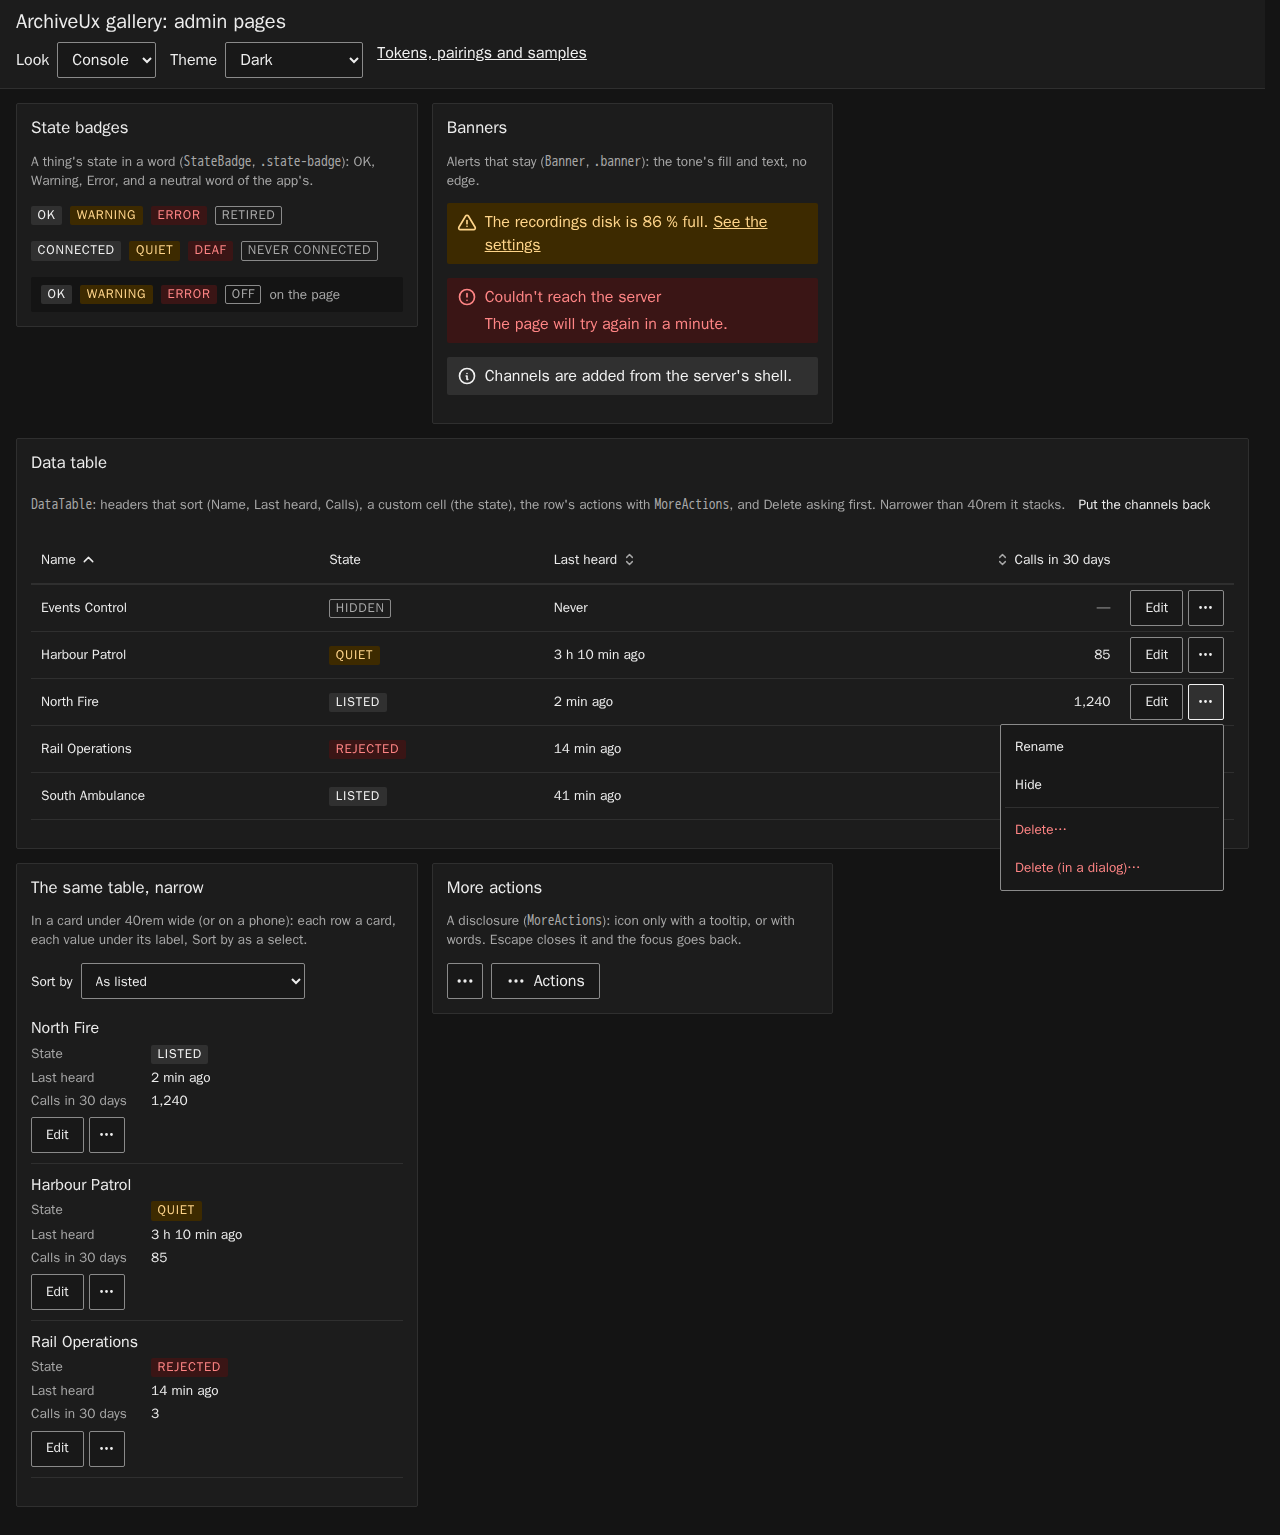 ArchiveUx gallery: admin pages
Look Console Theme Dark Tokens, pairings and samples
State badges
A thing's state in a word (StateBadge, .state-badge): OK,
Warning, Error, and a neutral word of the app's.
OK WARNING ERROR RETIRED
CONNECTED QUIET DEAF NEVER CONNECTED
OK WARNING ERROR OFF on the page
Banners
Alerts that stay (Banner, .banner): the tone's fill and text, no
edge.
The recordings disk is 86 % full. See the
settings
Couldn't reach the server
The page will try again in a minute.
Channels are added from the server's shell.
Data table
DataTable: headers that sort (Name, Last heard, Calls), a custom cell (the state), the row's actions with MoreActions, and Delete asking first. Narrower than 40rem it stacks. Put the channels back
Name State Last heard Calls in 30 days
Events Control HIDDEN Never — Edit
Harbour Patrol QUIET 3 h 10 min ago 85 Edit
North Fire LISTED 2 min ago 1,240 Edit
Rail Operations REJECTED 14 min ago
South Ambulance LISTED 41 min ago
Rename
Hide
Delete…
Delete (in a dialog)…
The same table, narrow
In a card under 40rem wide (or on a phone): each row a card,
each value under its label, Sort by as a select.
Sort by As listed
North Fire
State LISTED
Last heard 2 min ago
Calls in 30 days 1,240
Edit
Harbour Patrol
State QUIET
Last heard 3 h 10 min ago
Calls in 30 days 85
Edit
Rail Operations
State REJECTED
Last heard 14 min ago
Calls in 30 days 3
Edit
More actions
A disclosure (MoreActions): icon only with a tooltip, or with
words. Escape closes it and the focus goes back.
Actions